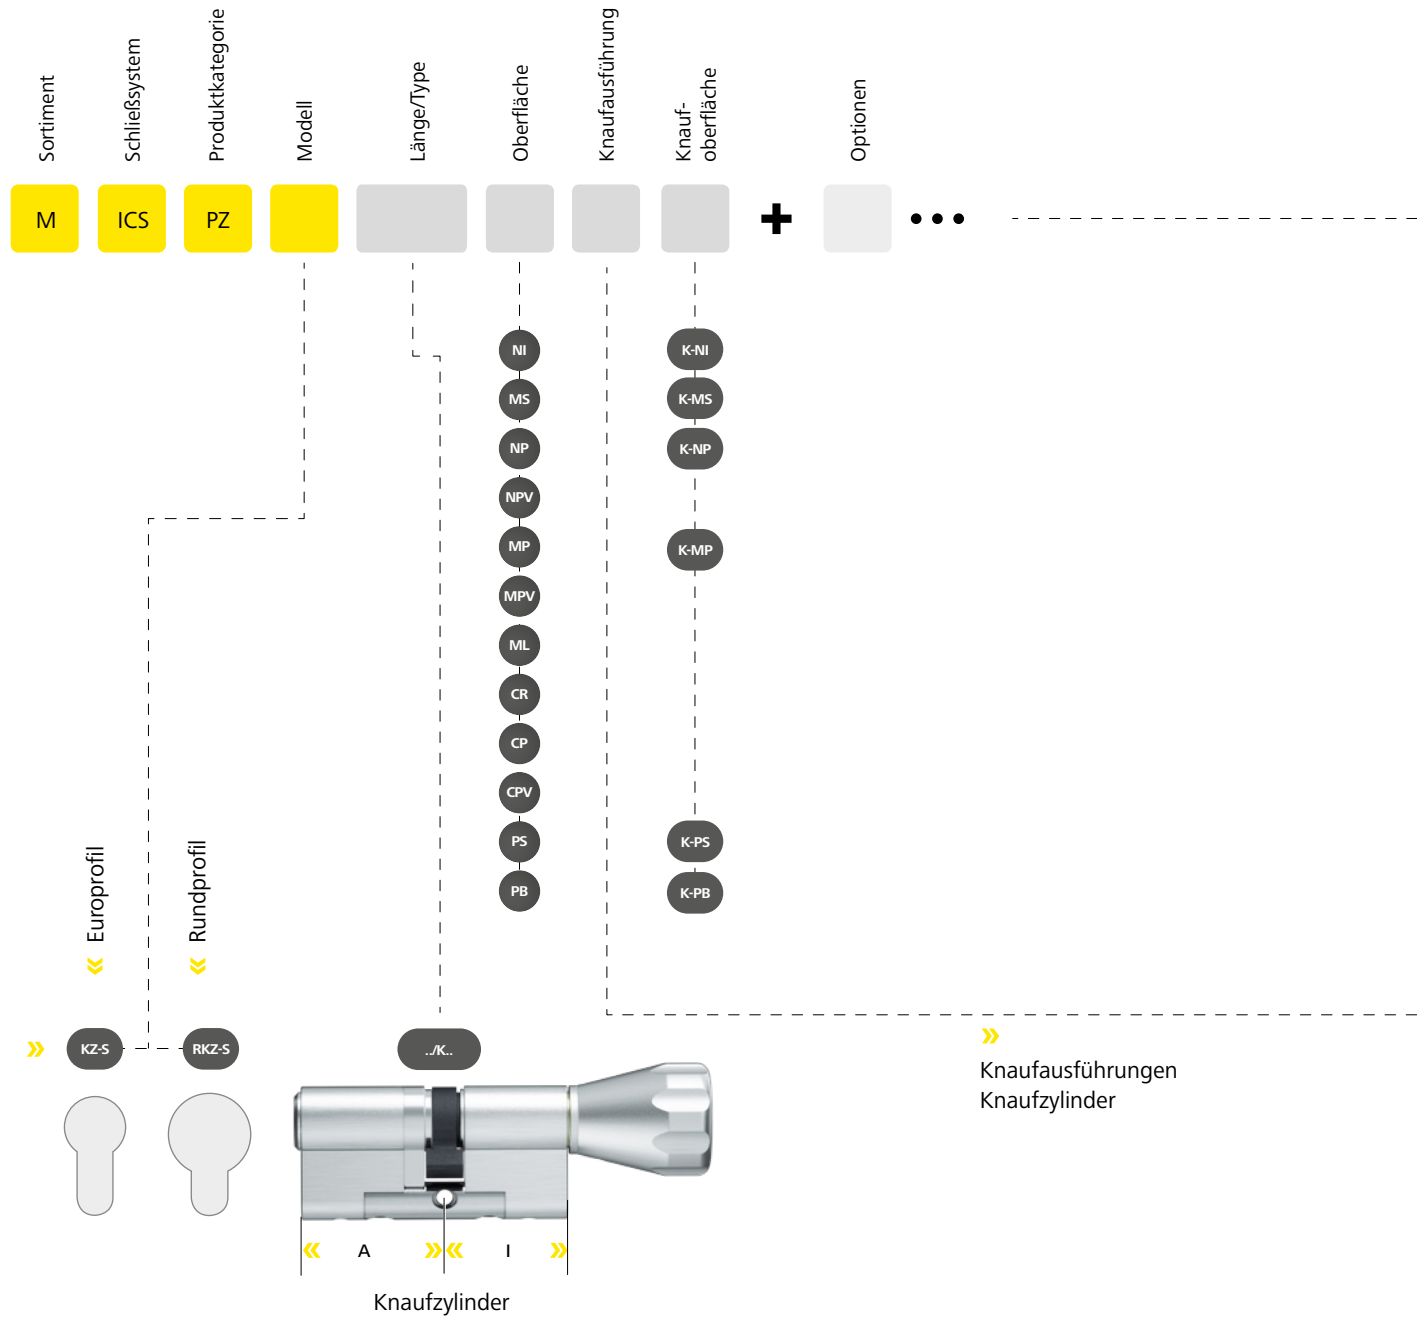 Sortiment
Schließsystem
Produktkategorie
Modell
Länge/Type
Oberfläche
Knaufausführung
Knauf-
oberfläche
Optionen
M
ICS
PZ
NI
MS
NP
NPV
MP
MPV
ML
CR
CP
CPV
PS
PB
K-NI
K-MS
K-NP
K-MP
K-PS
K-PB
Europrofil
Rundprofil
KZ-S
RKZ-S
../K..
Knaufausführungen
Knaufzylinder
A
I
Knaufzylinder